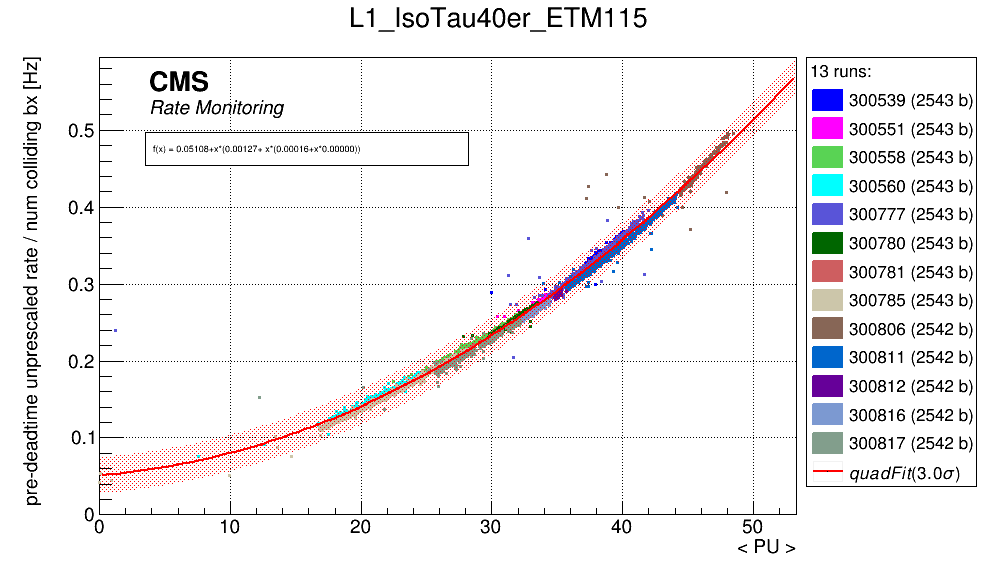 L1_IsoTau40er_ETM115
pre-deadtime unprescaled rate / num colliding bx [Hz]
CMS
Rate Monitoring
f(x) = 0.05108+x*(0.00127+ x*(0.00016+x*0.00000))
0.5
0.4
0.3
0.2
0.1
0
0 10 20 30 40 50
< PU >
13 runs:
300539 (2543 b)
300551 (2543 b)
300558 (2543 b)
300560 (2543 b)
300777 (2543 b)
300780 (2543 b)
300781 (2543 b)
300785 (2543 b)
300806 (2542 b)
300811 (2542 b)
300812 (2542 b)
300816 (2542 b)
300817 (2542 b)
quadFit(3.0σ)